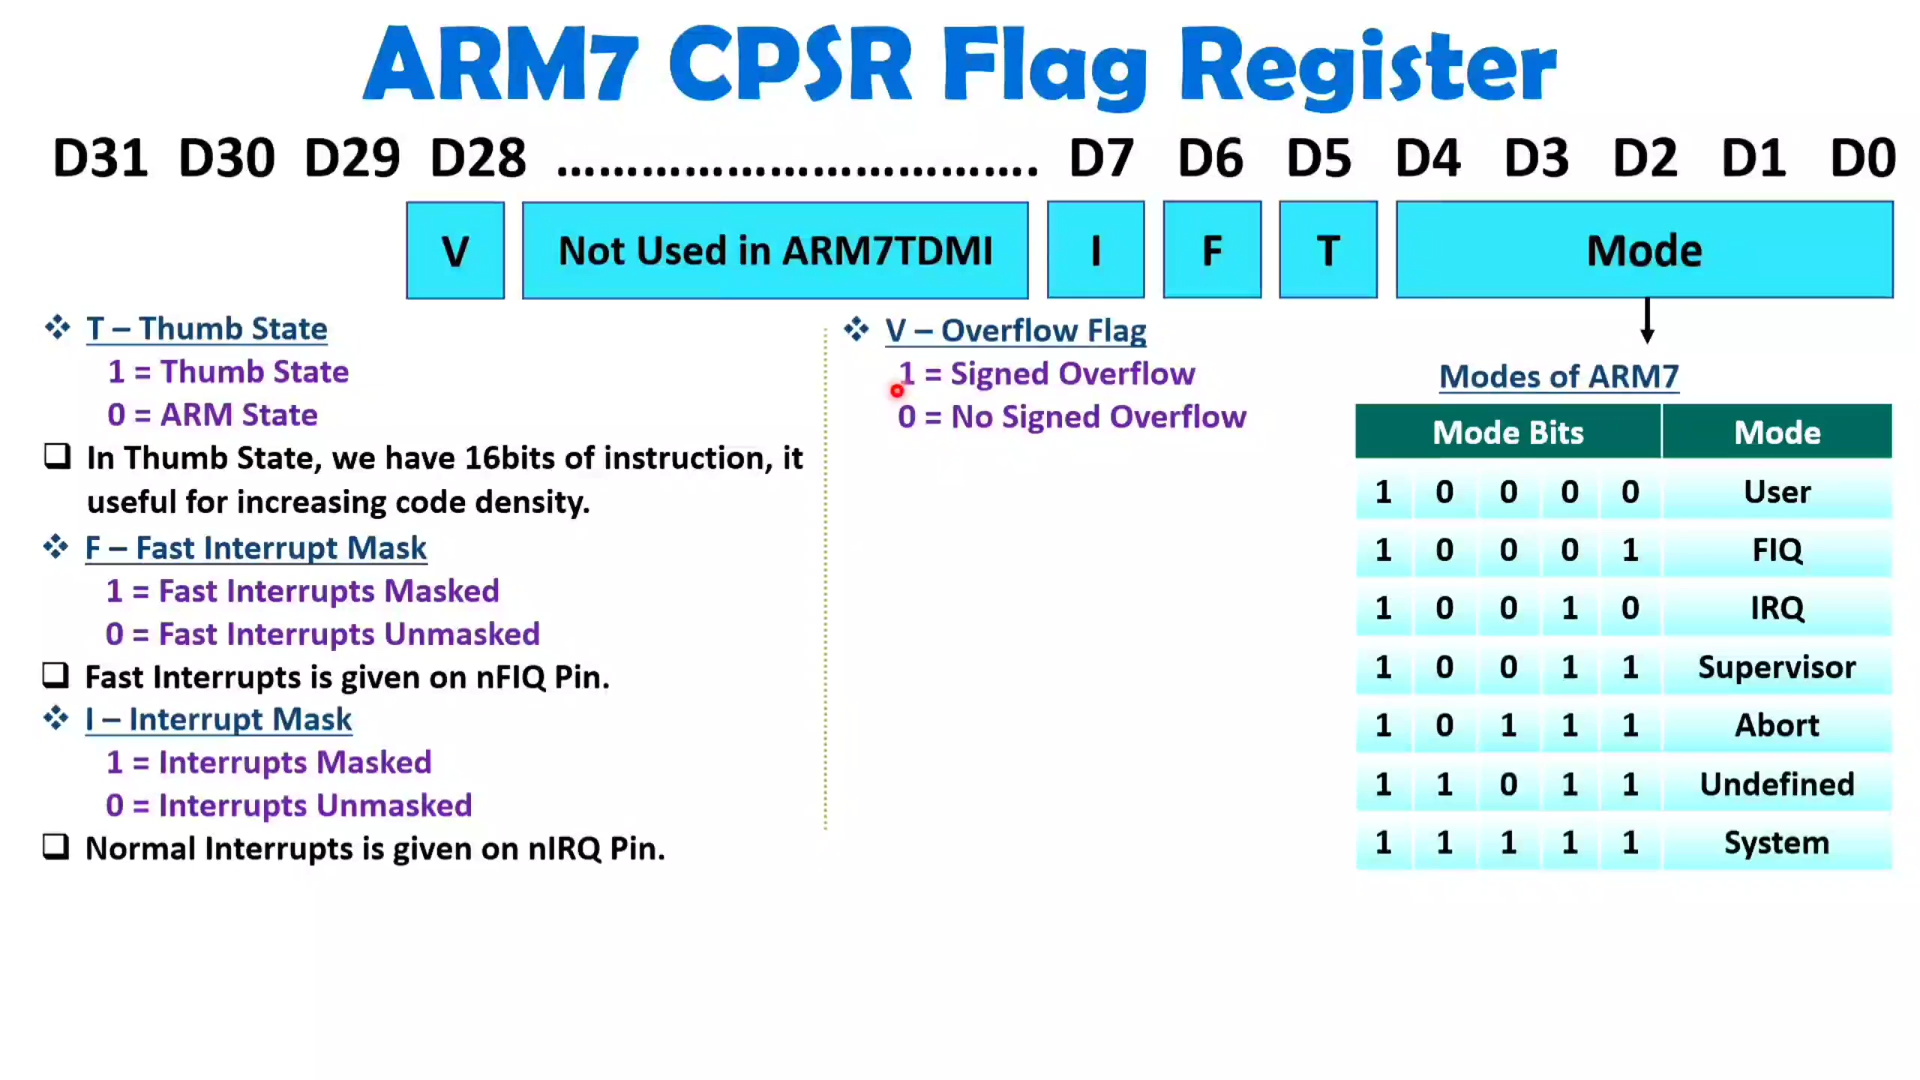 ARM7 CPSR Flag Register
D31 D30 D29 D28 .................................. D7 D6 D5 D4 D3 D2 D1 D0
V Not Used in ARM7TDMI I F T Mode
❖ T – Thumb State
1 = Thumb State
0 = ARM State
❑ In Thumb State, we have 16bits of instruction, it
useful for increasing code density.
❖ F – Fast Interrupt Mask
1 = Fast Interrupts Masked
0 = Fast Interrupts Unmasked
❑ Fast Interrupts is given on nFIQ Pin.
❖ I – Interrupt Mask
1 = Interrupts Masked
0 = Interrupts Unmasked
❑ Normal Interrupts is given on nIRQ Pin.
❖ V – Overflow Flag
1 = Signed Overflow
0 = No Signed Overflow
Modes of ARM7
Mode Bits Mode
1 0 0 0 0 User
1 0 0 0 1 FIQ
1 0 0 1 0 IRQ
1 0 0 1 1 Supervisor
1 0 1 1 1 Abort
1 1 0 1 1 Undefined
1 1 1 1 1 System